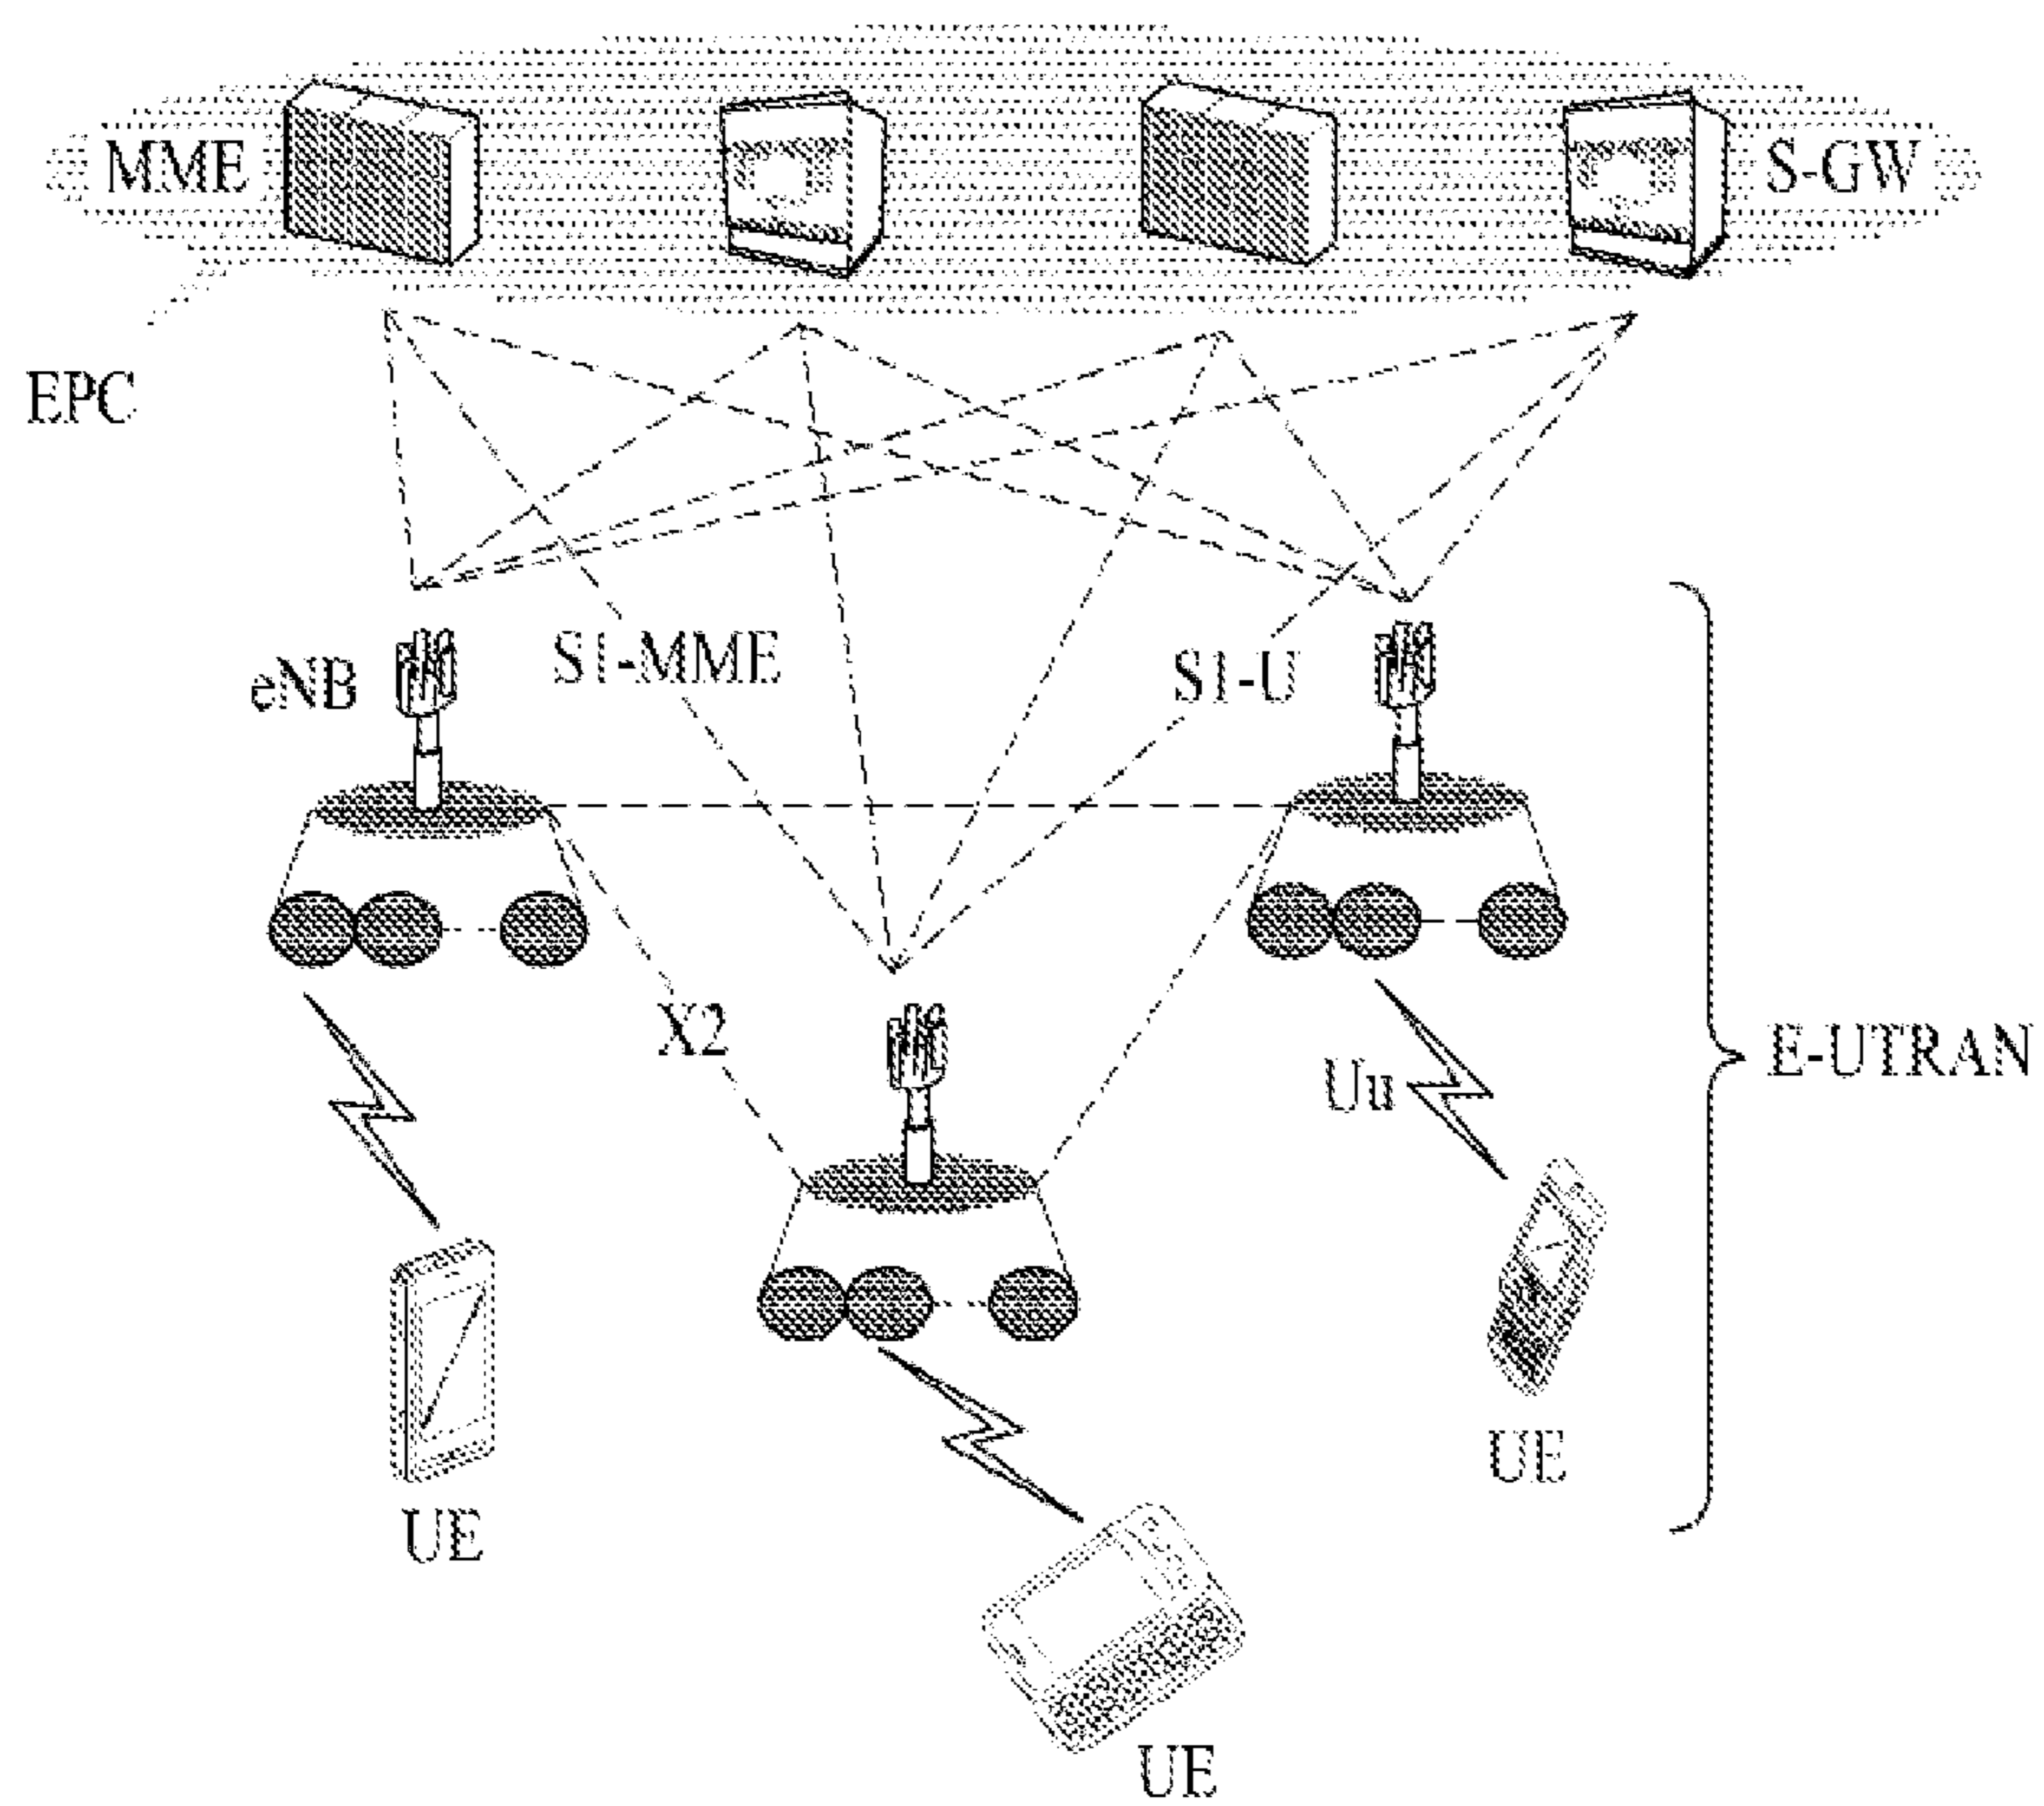 MME
S-GW
EPC
eNB
S1-MME
S1-U
X2
Uu
E-UTRAN
UE
UE
UE